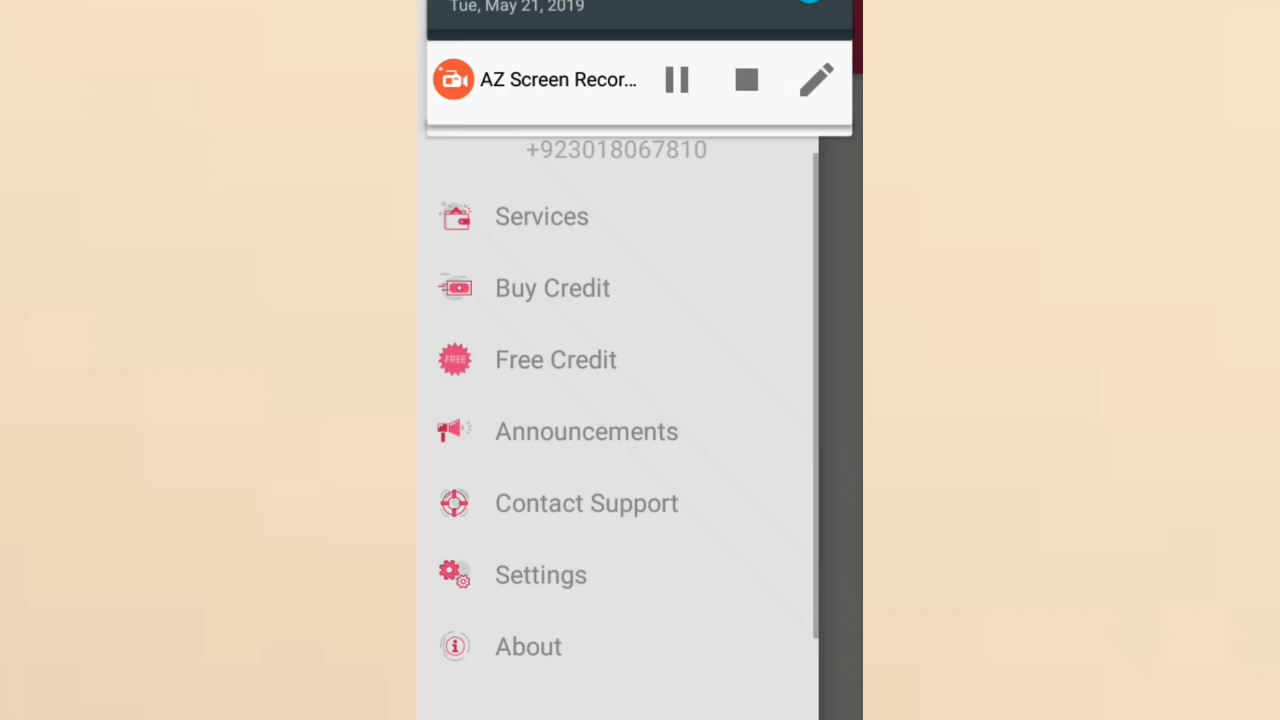 Tue, May 21, 2019
AZ Screen Recor...
+923018067810
Services
Buy Credit
FREE
Free Credit
Announcements
Contact Support
Settings
About